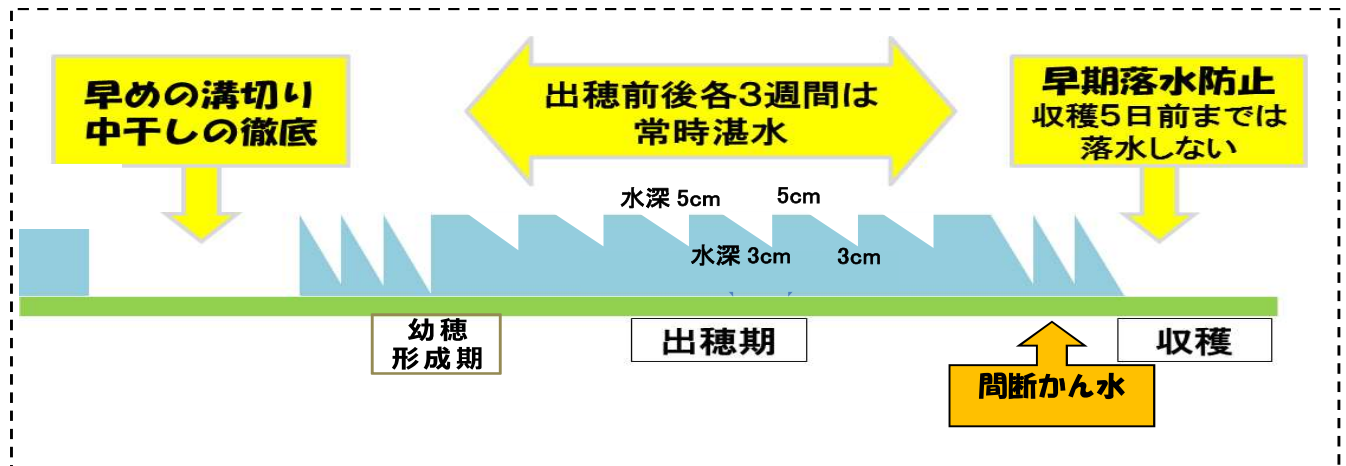 早めの溝切り
中干しの徹底
出穂前後各3週間は
常時湛水
早期落水防止
収穫5日前までは
落水しない
水深 5cm
5cm
水深 3cm
3cm
幼穂
形成期
出穂期
収穫
間断かん水